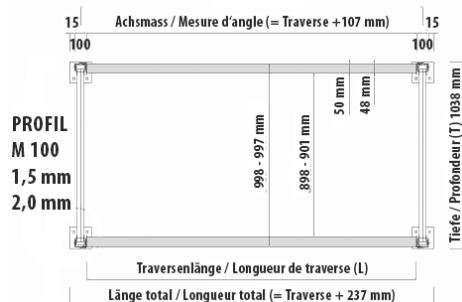 15 Achsmass / Mesure d'angle (= Traverse +107 mm) 15
100 100
PROFIL
M 100
1,5 mm
2,0 mm
998 - 997 mm
898 - 901 mm
50 mm
48 mm
Tiefe / Profondeur (T) 1038 mm
Traversenlänge / Longueur de traverse (L)
Länge total / Longueur total (= Traverse + 237 mm)